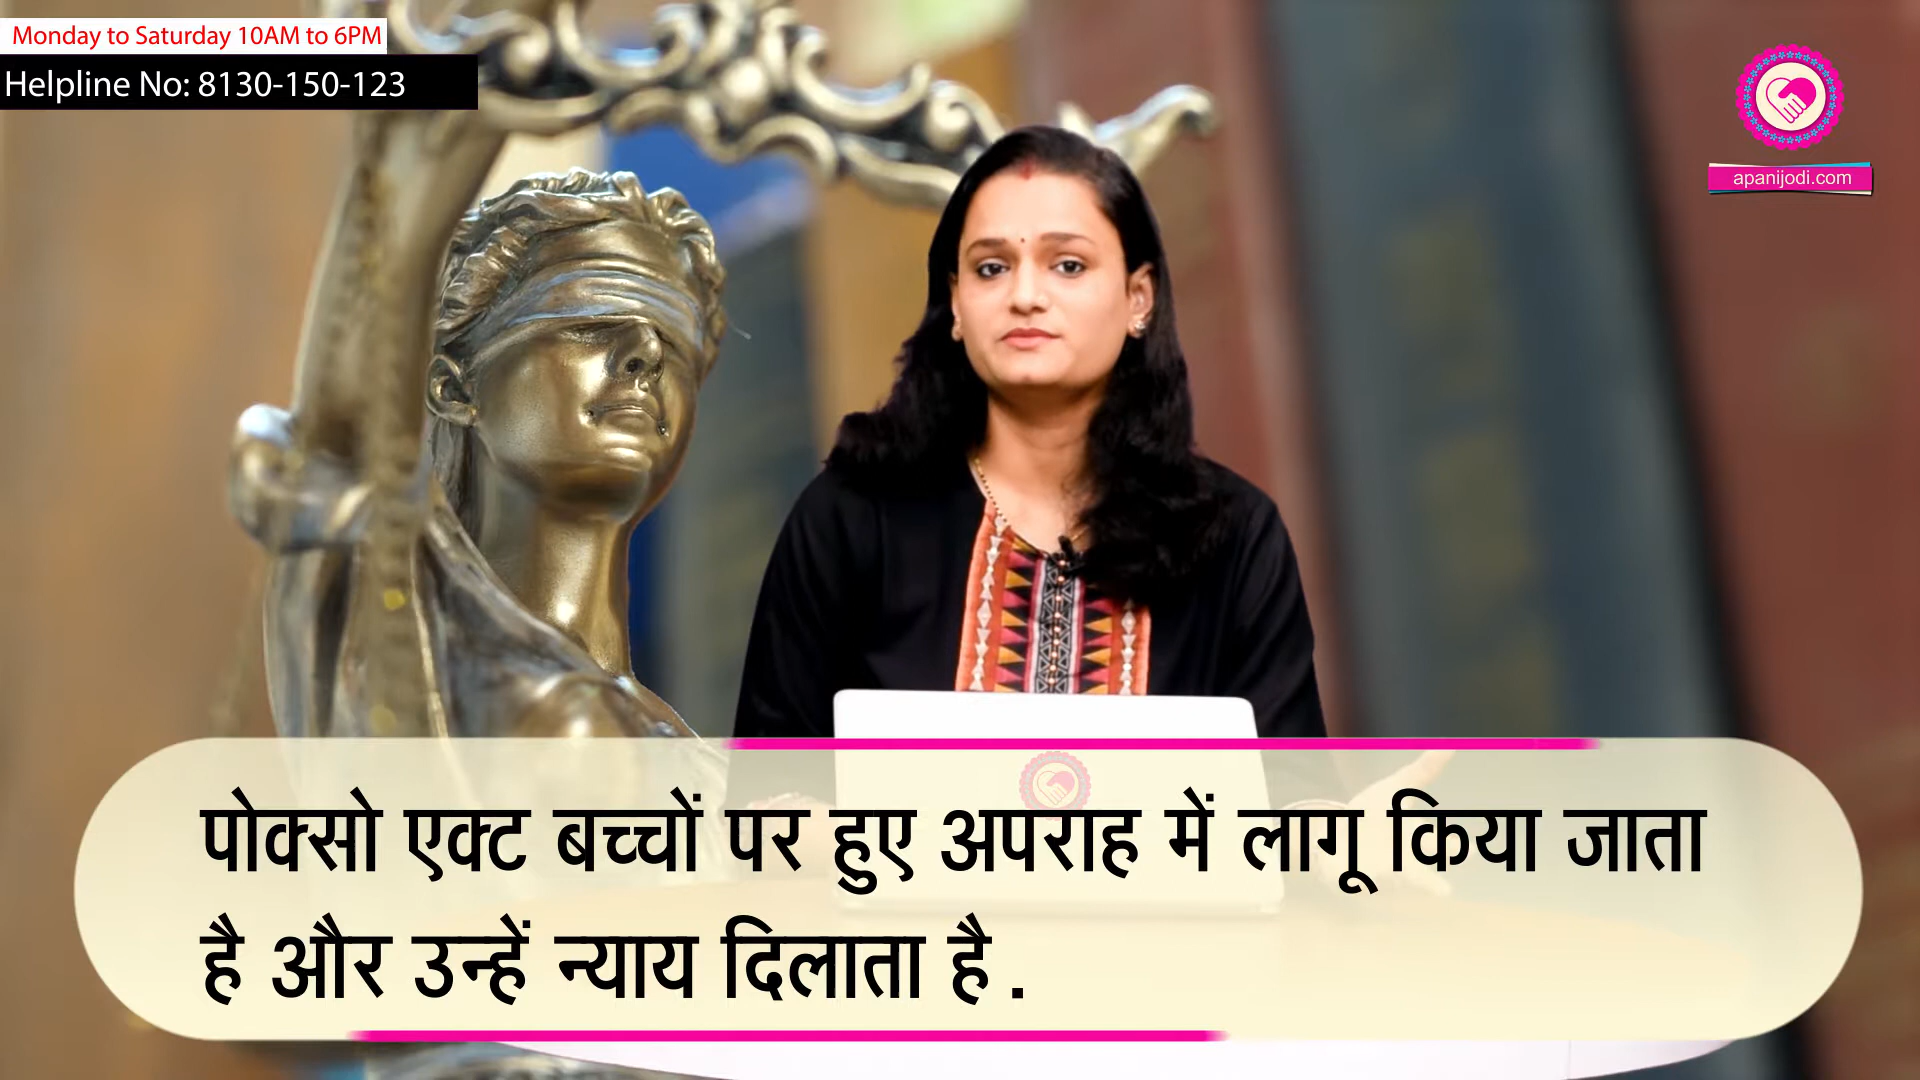 Monday to Saturday 10AM to 6PM
Helpline No: 8130-150-123
apanijodi.com
पोक्सो एक्ट बच्चों पर हुए अपराह में लागू किया जाता
है और उन्हें न्याय दिलाता है .